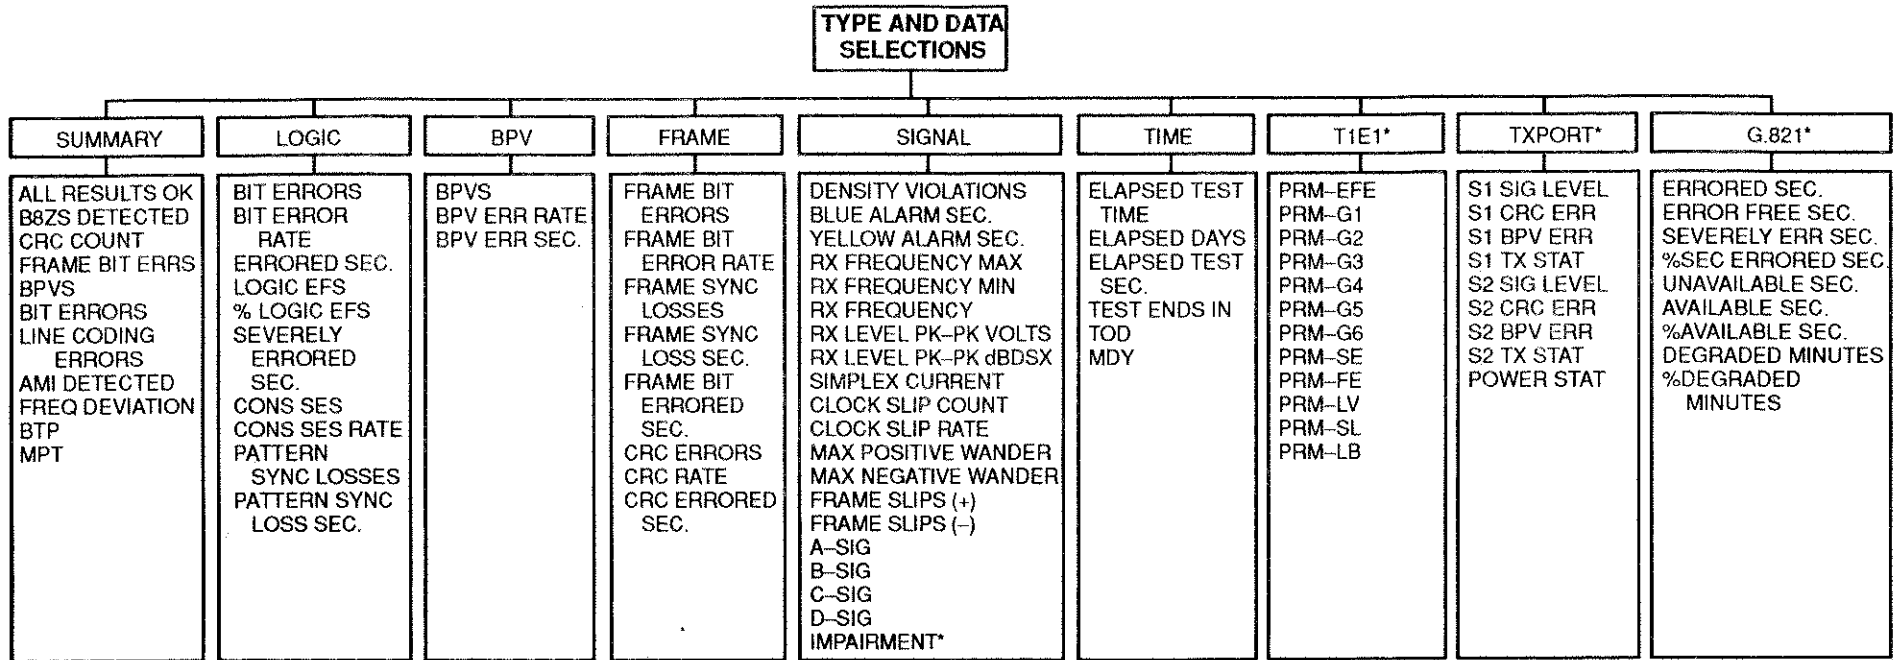 TYPE AND DATA
SELECTIONS
SUMMARY
ALL RESULTS OK
B8ZS DETECTED
CRC COUNT
FRAME BIT ERRS
BPVS
BIT ERRORS
LINE CODING
ERRORS
AMI DETECTED
FREQ DEVIATION
BTP
MPT
LOGIC
BIT ERRORS
BIT ERROR
RATE
ERRORED SEC.
LOGIC EFS
% LOGIC EFS
SEVERELY
ERRORED
SEC.
CONS SES
CONS SES RATE
PATTERN
SYNC LOSSES
PATTERN SYNC
LOSS SEC.
BPV
BPVS
BPV ERR RATE
BPV ERR SEC.
FRAME
FRAME BIT
ERRORS
FRAME BIT
ERROR RATE
FRAME SYNC
LOSSES
FRAME SYNC
LOSS SEC.
FRAME BIT
ERRORED
SEC.
CRC ERRORS
CRC RATE
CRC ERRORED
SEC.
SIGNAL
DENSITY VIOLATIONS
BLUE ALARM SEC.
YELLOW ALARM SEC.
RX FREQUENCY MAX
RX FREQUENCY MIN
RX FREQUENCY
RX LEVEL PK–PK VOLTS
RX LEVEL PK–PK dBDSX
SIMPLEX CURRENT
CLOCK SLIP COUNT
CLOCK SLIP RATE
MAX POSITIVE WANDER
MAX NEGATIVE WANDER
FRAME SLIPS (+)
FRAME SLIPS (–)
A–SIG
B–SIG
C–SIG
D–SIG
IMPAIRMENT*
TIME
ELAPSED TEST
TIME
ELAPSED DAYS
ELAPSED TEST
SEC.
TEST ENDS IN
TOD
MDY
T1E1*
PRM–EFE
PRM–G1
PRM–G2
PRM–G3
PRM–G4
PRM–G5
PRM–G6
PRM–SE
PRM–FE
PRM–LV
PRM–SL
PRM–LB
TXPORT*
S1 SIG LEVEL
S1 CRC ERR
S1 BPV ERR
S1 TX STAT
S2 SIG LEVEL
S2 CRC ERR
S2 BPV ERR
S2 TX STAT
POWER STAT
G.821*
ERRORED SEC.
ERROR FREE SEC.
SEVERELY ERR SEC.
%SEC ERRORED SEC.
UNAVAILABLE SEC.
AVAILABLE SEC.
%AVAILABLE SEC.
DEGRADED MINUTES
%DEGRADED
MINUTES